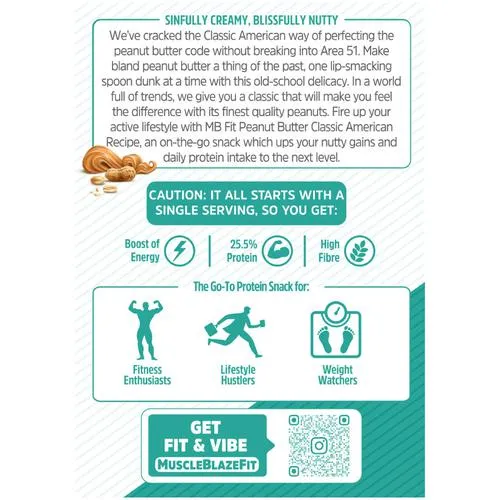 SINFULLY CREAMY, BLISSFULLY NUTTY
We've cracked the Classic American way of perfecting the
peanut butter code without breaking into Area 51. Make
bland peanut butter a thing of the past, one lip-smacking
spoon dunk at a time with this old-school delicacy. In a world
full of trends, we give you a classic that will make you feel
the difference with its finest quality peanuts. Fire up your
active lifestyle with MB Fit Peanut Butter Classic American
Recipe, an on-the-go snack which ups your nutty gains and
daily protein intake to the next level.
CAUTION: IT ALL STARTS WITH A
SINGLE SERVING, SO YOU GET:
Boost of
Energy
25.5%
Protein
High
Fibre
The Go-To Protein Snack for:
Fitness
Enthusiasts
Lifestyle
Hustlers
Weight
Watchers
GET
FIT & VIBE
MUSCLEBLAZEFIT